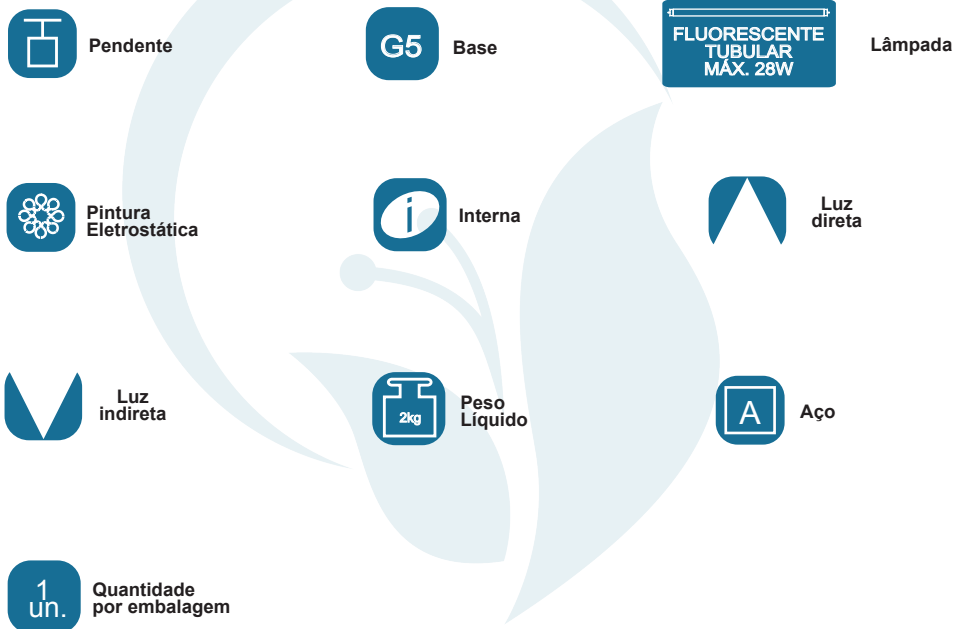 Pendente
G5
Base
FLUORESCENTE
TUBULAR
MÁX. 28W
Lâmpada
Pintura
Eletrostática
i
Interna
Luz
direta
Luz
indireta
2kg
Peso
Líquido
A
Aço
1
un.
Quantidade
por embalagem